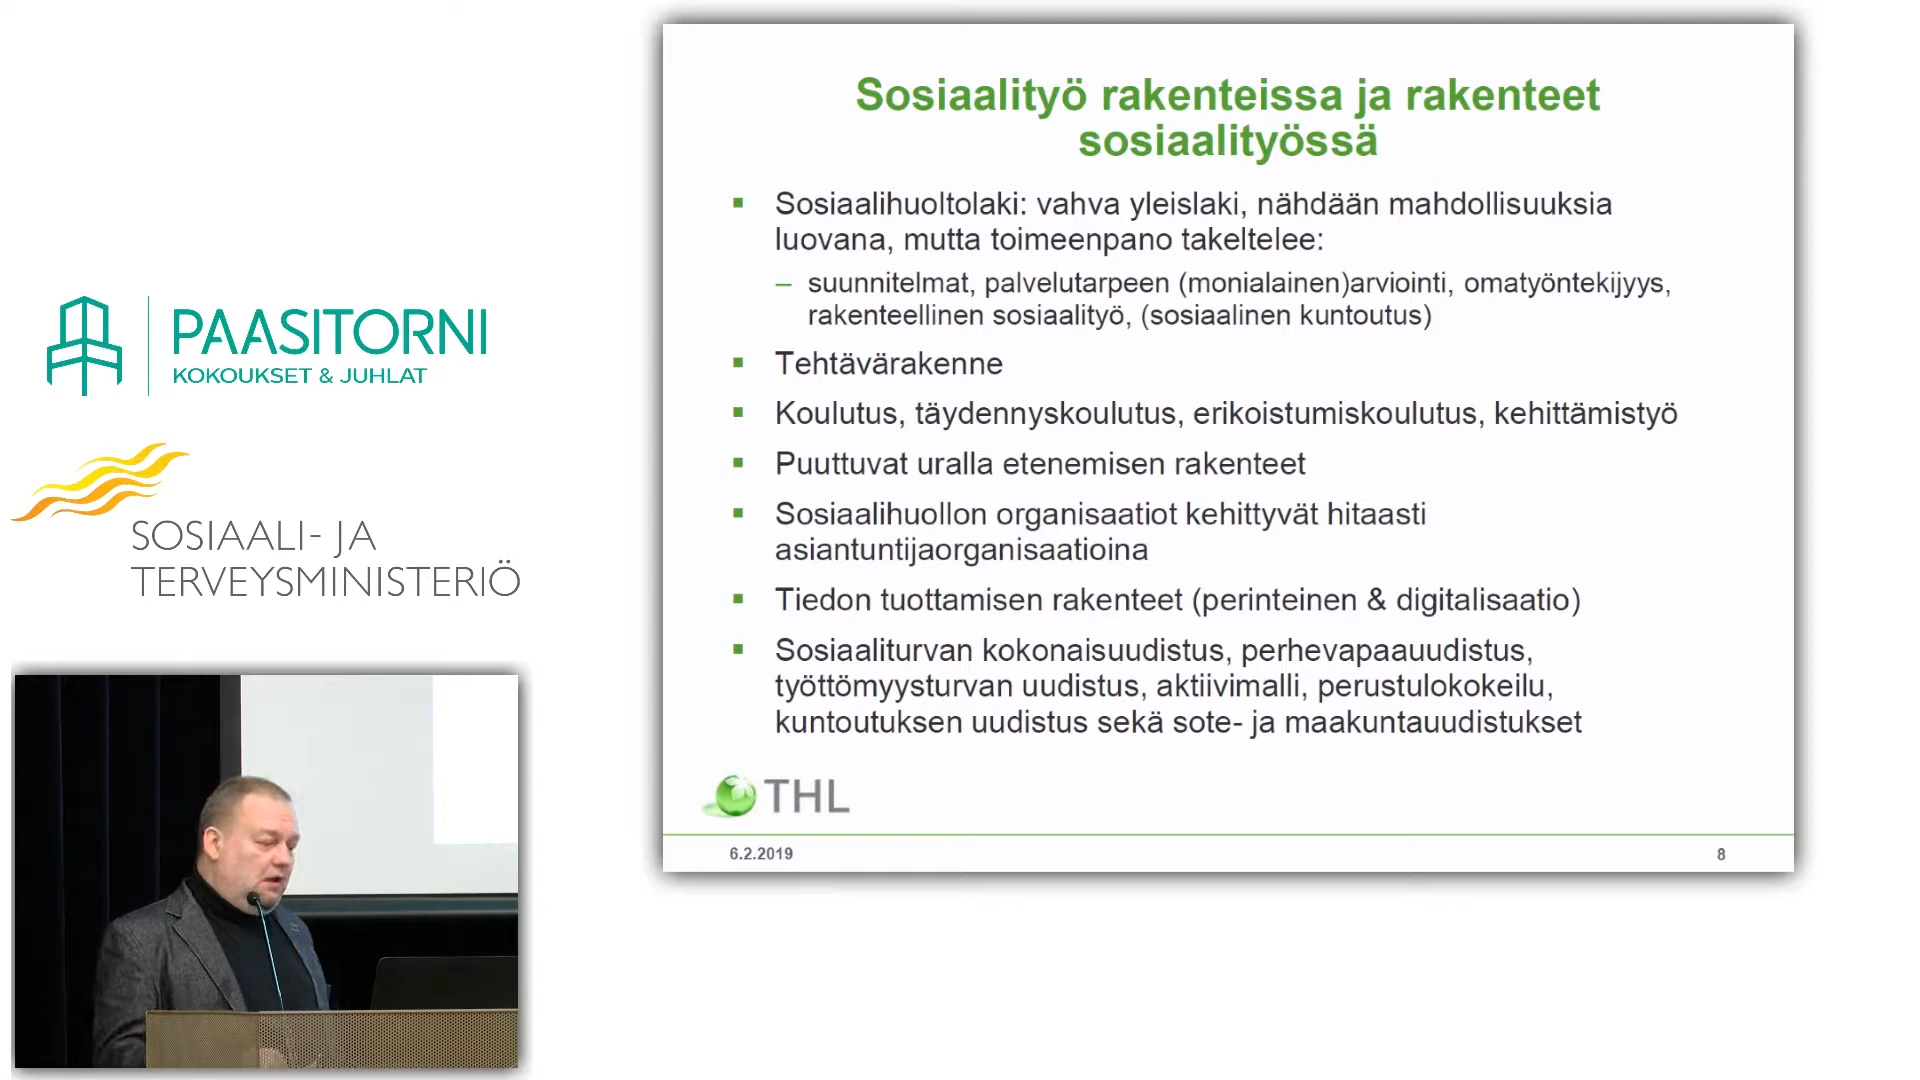 PAASITORNI
KOKOUKSET & JUHLAT
SOSIAALI- JA
TERVEYSMINISTERIÖ
Sosiaalityö rakenteissa ja rakenteet
sosiaalityössä
▪ Sosiaalihuoltolaki: vahva yleislaki, nähdään mahdollisuuksia
luovana, mutta toimeenpano takeltelee:
– suunnitelmat, palvelutarpeen (monialainen)arviointi, omatyöntekijyys,
rakenteellinen sosiaalityö, (sosiaalinen kuntoutus)
▪ Tehtävärakenne
▪ Koulutus, täydennyskoulutus, erikoistumiskoulutus, kehittämistyö
▪ Puuttuvat uralla etenemisen rakenteet
▪ Sosiaalihuollon organisaatiot kehittyvät hitaasti
asiantuntijaorganisaatioina
▪ Tiedon tuottamisen rakenteet (perinteinen & digitalisaatio)
▪ Sosiaaliturvan kokonaisuudistus, perhevapaauudistus,
työttömyysturvan uudistus, aktiivimalli, perustulokokeilu,
kuntoutuksen uudistus sekä sote- ja maakuntauudistukset
THL
6.2.2019
8